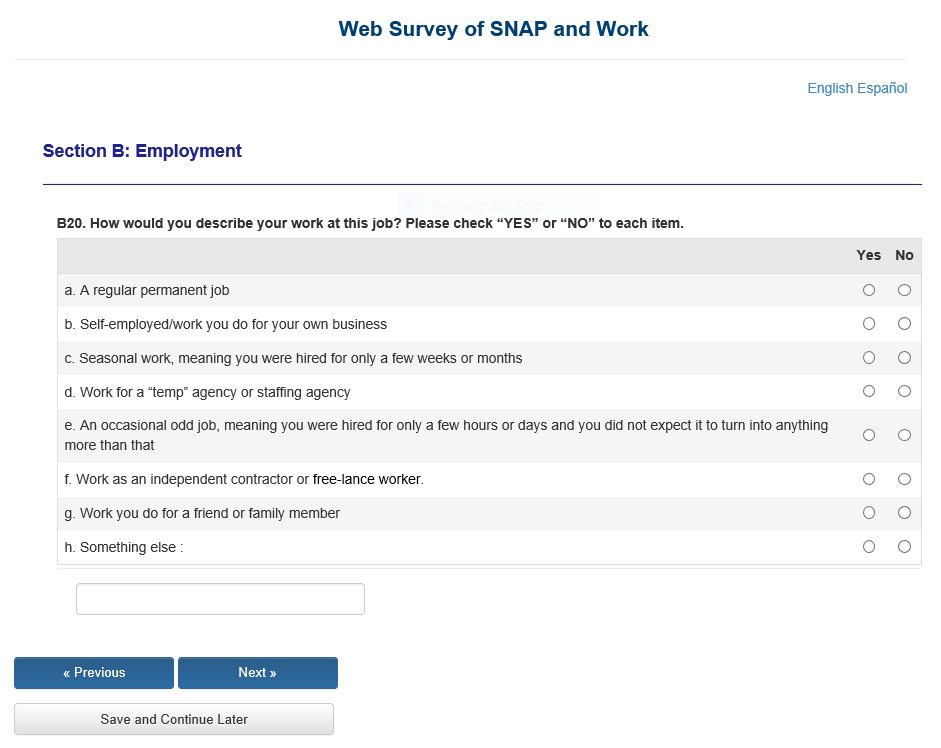 Web Survey of SNAP and Work
English Español
Section B: Employment
Rectangular Snip
B20. How would you describe your work at this job? Please check “YES” or “NO” to each item.
Yes No
a. A regular permanent job
b. Self-employed/work you do for your own business
c. Seasonal work, meaning you were hired for only a few weeks or months
d. Work for a “temp” agency or staffing agency
e. An occasional odd job, meaning you were hired for only a few hours or days and you did not expect it to turn into anything
more than that
f. Work as an independent contractor or free-lance worker.
g. Work you do for a friend or family member
h. Something else :
« Previous
Next »
Save and Continue Later